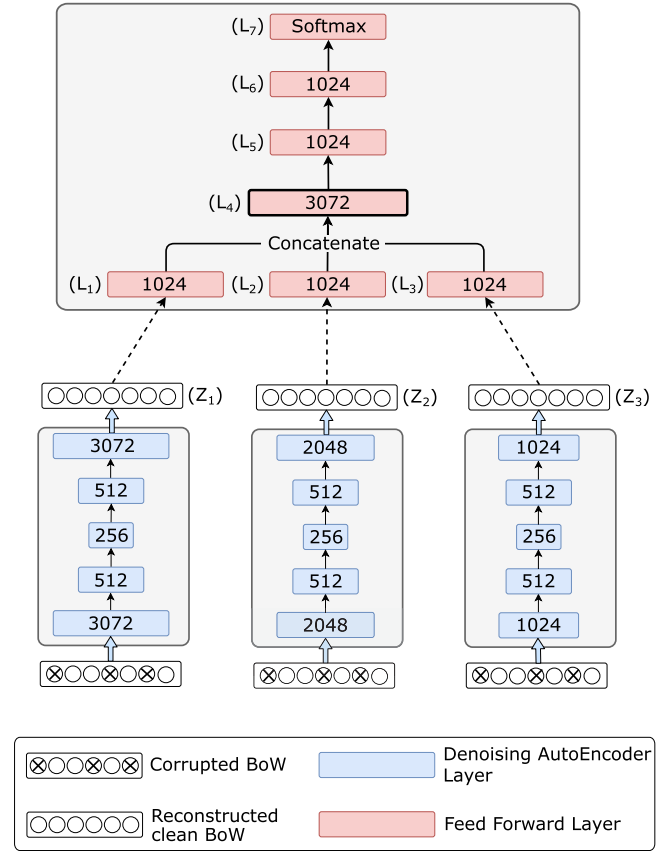 (L7) Softmax
(L6) 1024
(L5) 1024
(L4) 3072
Concatenate
(L1) 1024 (L2) 1024 (L3) 1024
(Z1) (Z2) (Z3)
3072 2048 1024
512 512 512
256 256 256
512 512 512
3072 2048 1024
Corrupted BoW
Denoising AutoEncoder
Layer
Reconstructed
clean BoW
Feed Forward Layer